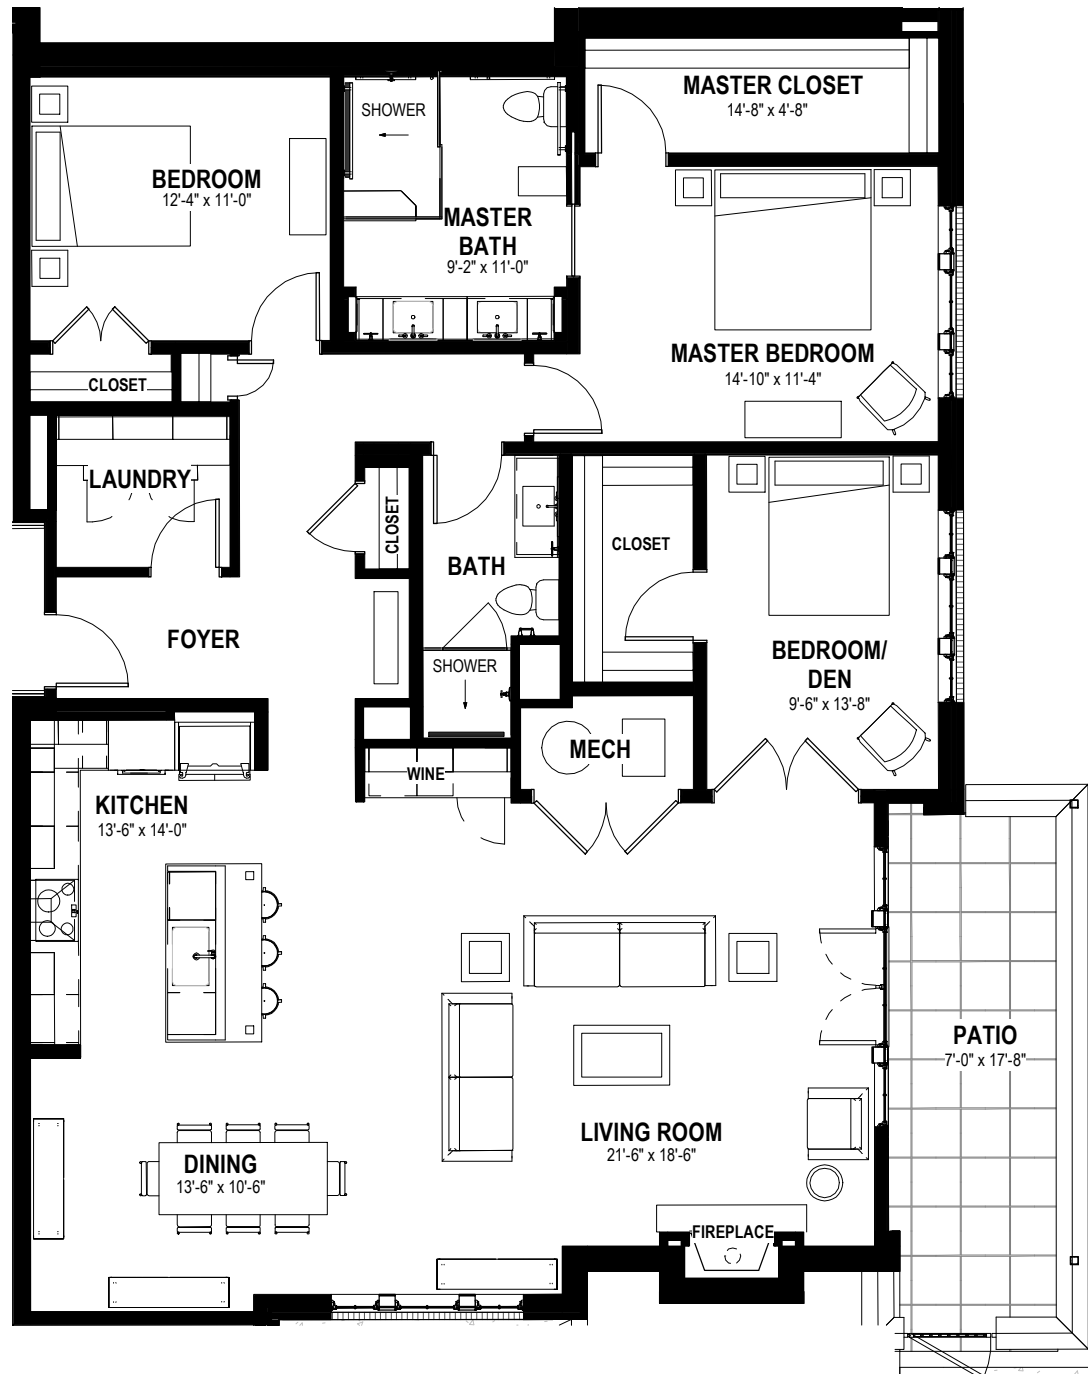 MASTER CLOSET
14'-8" x 4'-8"
SHOWER
BEDROOM
12'-4" x 11'-0"
MASTER
BATH
9'-2" x 11'-0"
MASTER BEDROOM
14'-10" x 11'-4"
CLOSET
LAUNDRY
CLOSET
BATH
CLOSET
FOYER
SHOWER
BEDROOM/
DEN
9'-6" x 13'-8"
MECH
WINE
KITCHEN
13'-6" x 14'-0"
PATIO
7'-0" x 17'-8"
LIVING ROOM
21'-6" x 18'-6"
DINING
13'-6" x 10'-6"
FIREPLACE